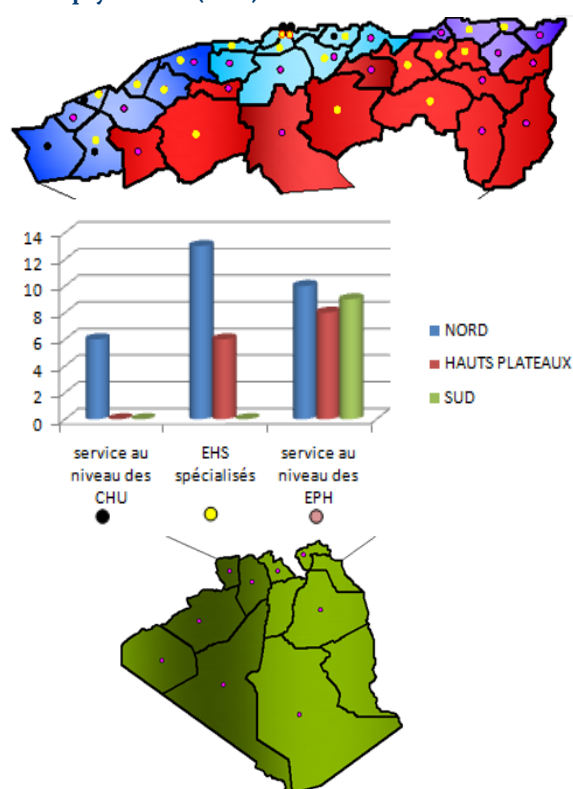 14
12
10
8
6
4
2
0
NORD
HAUTS PLATEAUX
SUD
service au
niveau des
CHU
EHS
spécialisés
service au
niveau des
EPH